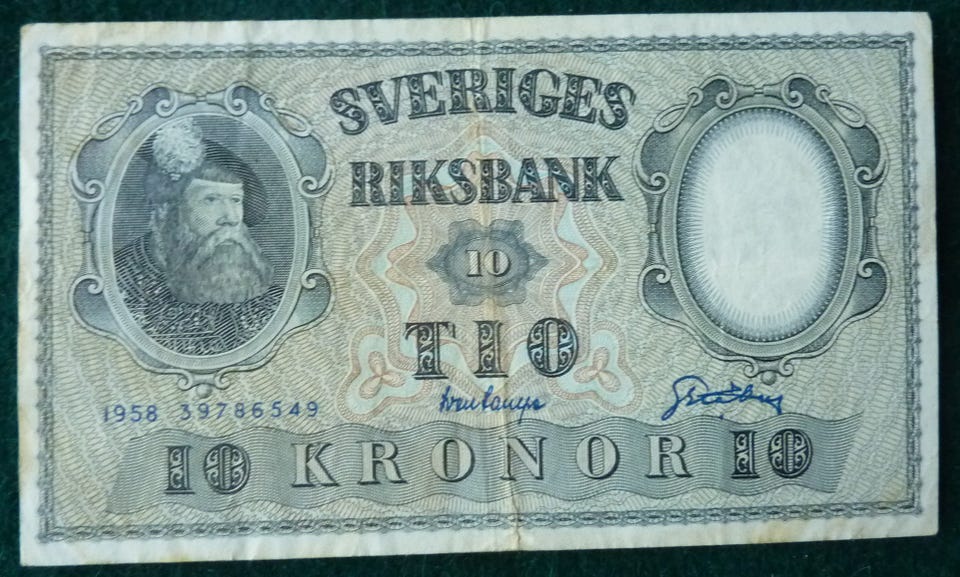 SVERIGES
RIKSBANK
10
TIO
1958 39786549
10 KRONOR 10